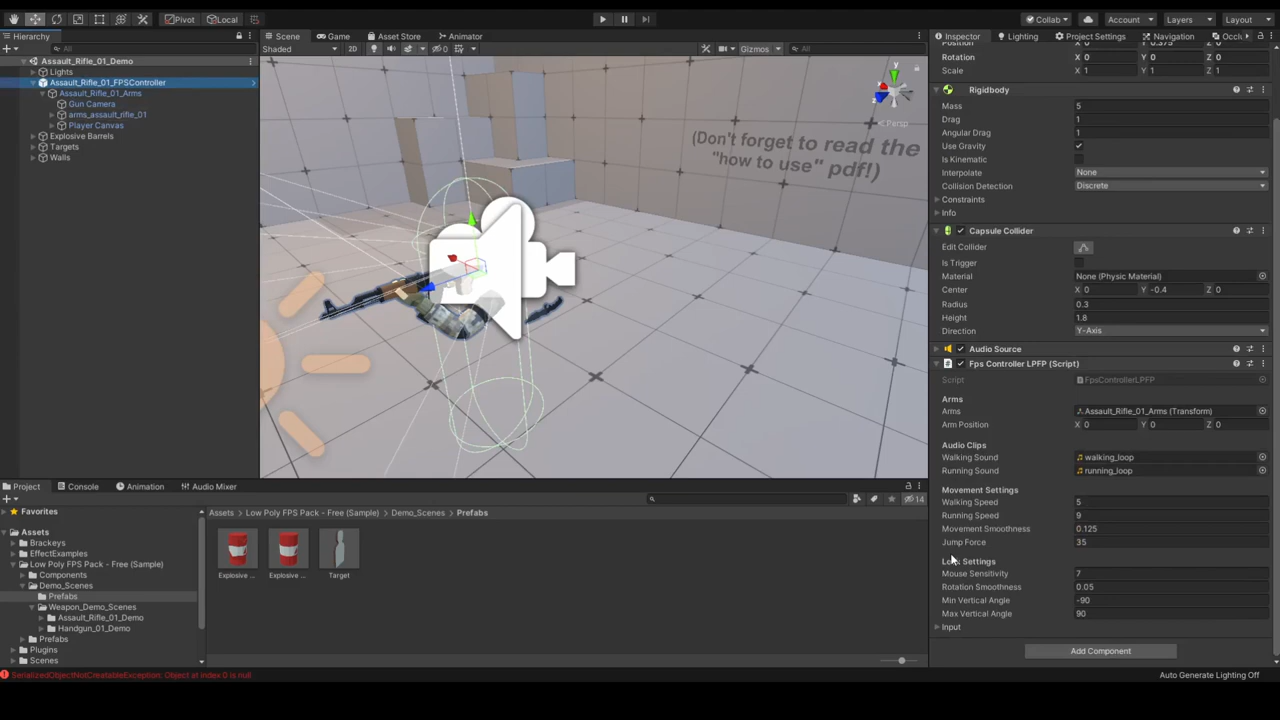 Pivot Local Collab Account Layers Layout
Hierarchy Scene Game Asset Store Animator Inspector Lighting Project Settings Navigation Occlu
All Shaded 2D 0 Gizmos All
Asault_Rifle_01_Demo
Lights
Assault_Rifle_01_FPSController
Assault_Rifle_01_Arms
Gun Camera
arms_assault_rifle_01
Player Canvas
Explosive Barrels
Targets
Walls
y
x
z
< Persp
(Don't forget to read the
"how to use" pdf!)
Position X 0 Y 0.375 Z 0
Rotation X 0 Y 0 Z 0
Scale X 1 Y 1 Z 1
Rigidbody
Mass 5
Drag 1
Angular Drag 1
Use Gravity
Is Kinematic
Interpolate None
Collision Detection Discrete
Constraints
Info
Capsule Collider
Edit Collider
Is Trigger
Material None (Physic Material)
Center X 0 Y -0.4 Z 0
Radius 0.3
Height 1.8
Direction Y-Axis
Audio Source
Fps Controller LPFP (Script)
Script FpsControllerLPFP
Arms
Arms Assault_Rifle_01_Arms (Transform)
Arm Position X 0 Y 0 Z 0
Audio Clips
Walking Sound walking_loop
Running Sound running_loop
Movement Settings
Walking Speed 5
Running Speed 9
Movement Smoothness 0.125
Jump Force 35
Look Settings
Mouse Sensitivity 7
Rotation Smoothness 0.05
Min Vertical Angle -90
Max Vertical Angle 90
Input
Add Component
Project Console Animation Audio Mixer
14
Favorites
Assets
Brackeys
EffectExamples
Low Poly FPS Pack - Free (Sample)
Components
Demo_Scenes
Prefabs
Weapon_Demo_Scenes
Assault_Rifle_01_Demo
Handgun_01_Demo
Prefabs
Plugins
Scenes
Assets > Low Poly FPS Pack - Free (Sample) > Demo_Scenes > Prefabs
Explosive ... Explosive ... Target
SerializedObjectNotCreatableException: Object at index 0 is null
Auto Generate Lighting Off